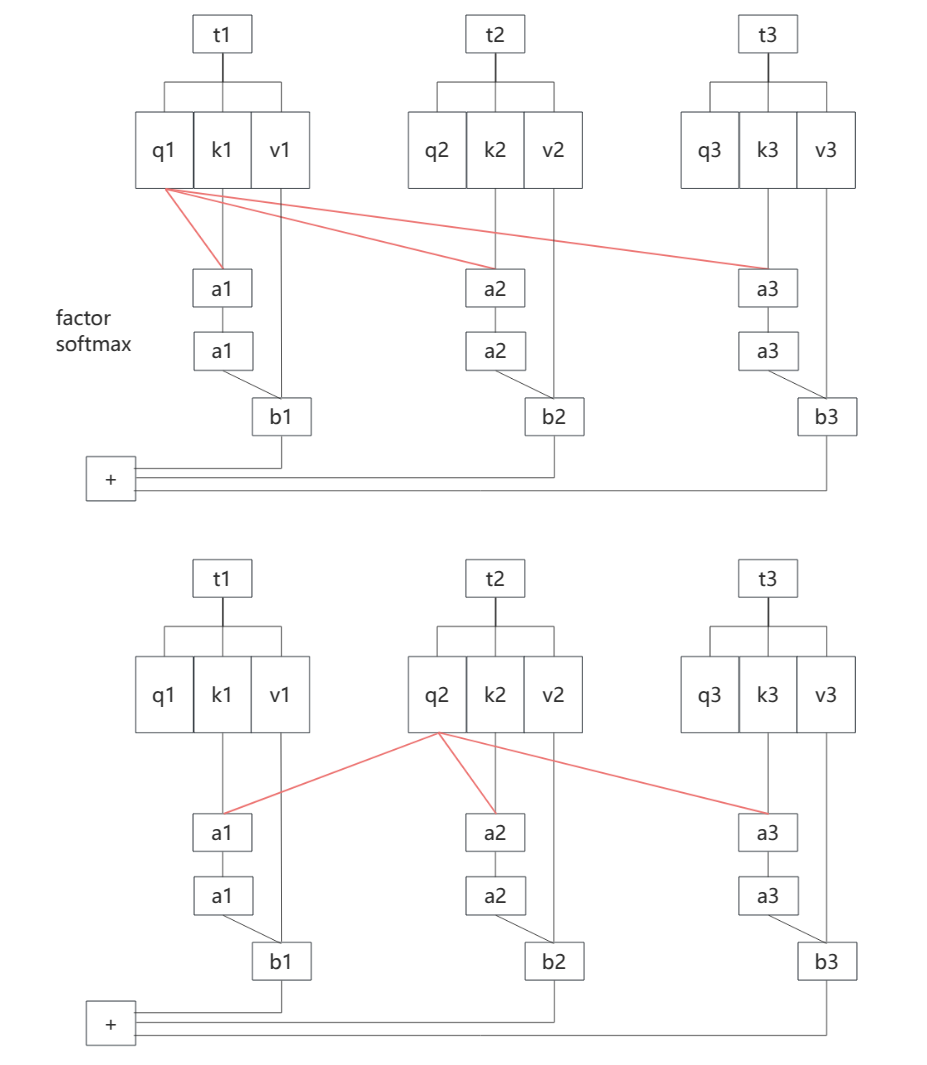 t1 t2 t3
q1 k1 v1 q2 k2 v2 q3 k3 v3
a1 a2 a3
factor
softmax
a1 a2 a3
b1 b2 b3
+
t1 t2 t3
q1 k1 v1 q2 k2 v2 q3 k3 v3
a1 a2 a3
a1 a2 a3
b1 b2 b3
+